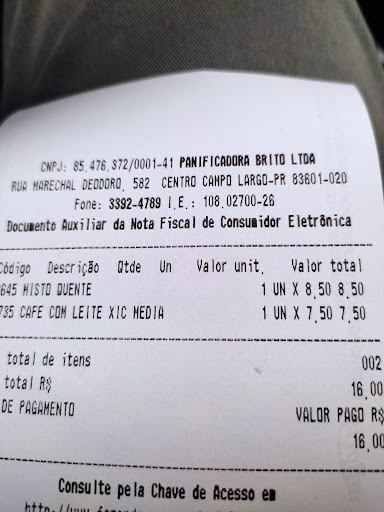 CNPJ: 85.476.372/0001-41 PANIFICADORA BRITO LTDA
RUA MARECHAL DEODORO, 582 CENTRO CAMPO LARGO-PR 83601-020
Fone: 3392-4789 I.E.: 108.02700-26
Documento Auxiliar da Nota Fiscal de Consumidor Eletrônica
Código Descrição Qtde Un Valor unit. Valor total
645 MISTO QUENTE 1 UN X 8,50 8,50
735 CAFE COM LEITE XIC MEDIA 1 UN X 7,50 7,50
total de itens 002
total R$ 16,00
DE PAGAMENTO VALOR PAGO R$
16,00
Consulte pela Chave de Acesso em